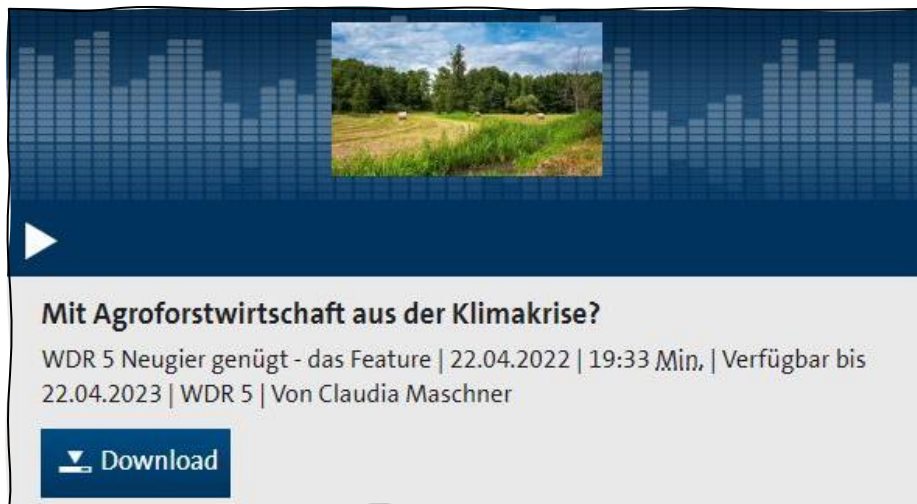 Mit Agroforstwirtschaft aus der Klimakrise?
WDR 5 Neugier genügt - das Feature | 22.04.2022 | 19:33 Min. | Verfügbar bis
22.04.2023 | WDR 5 | Von Claudia Maschner
Download